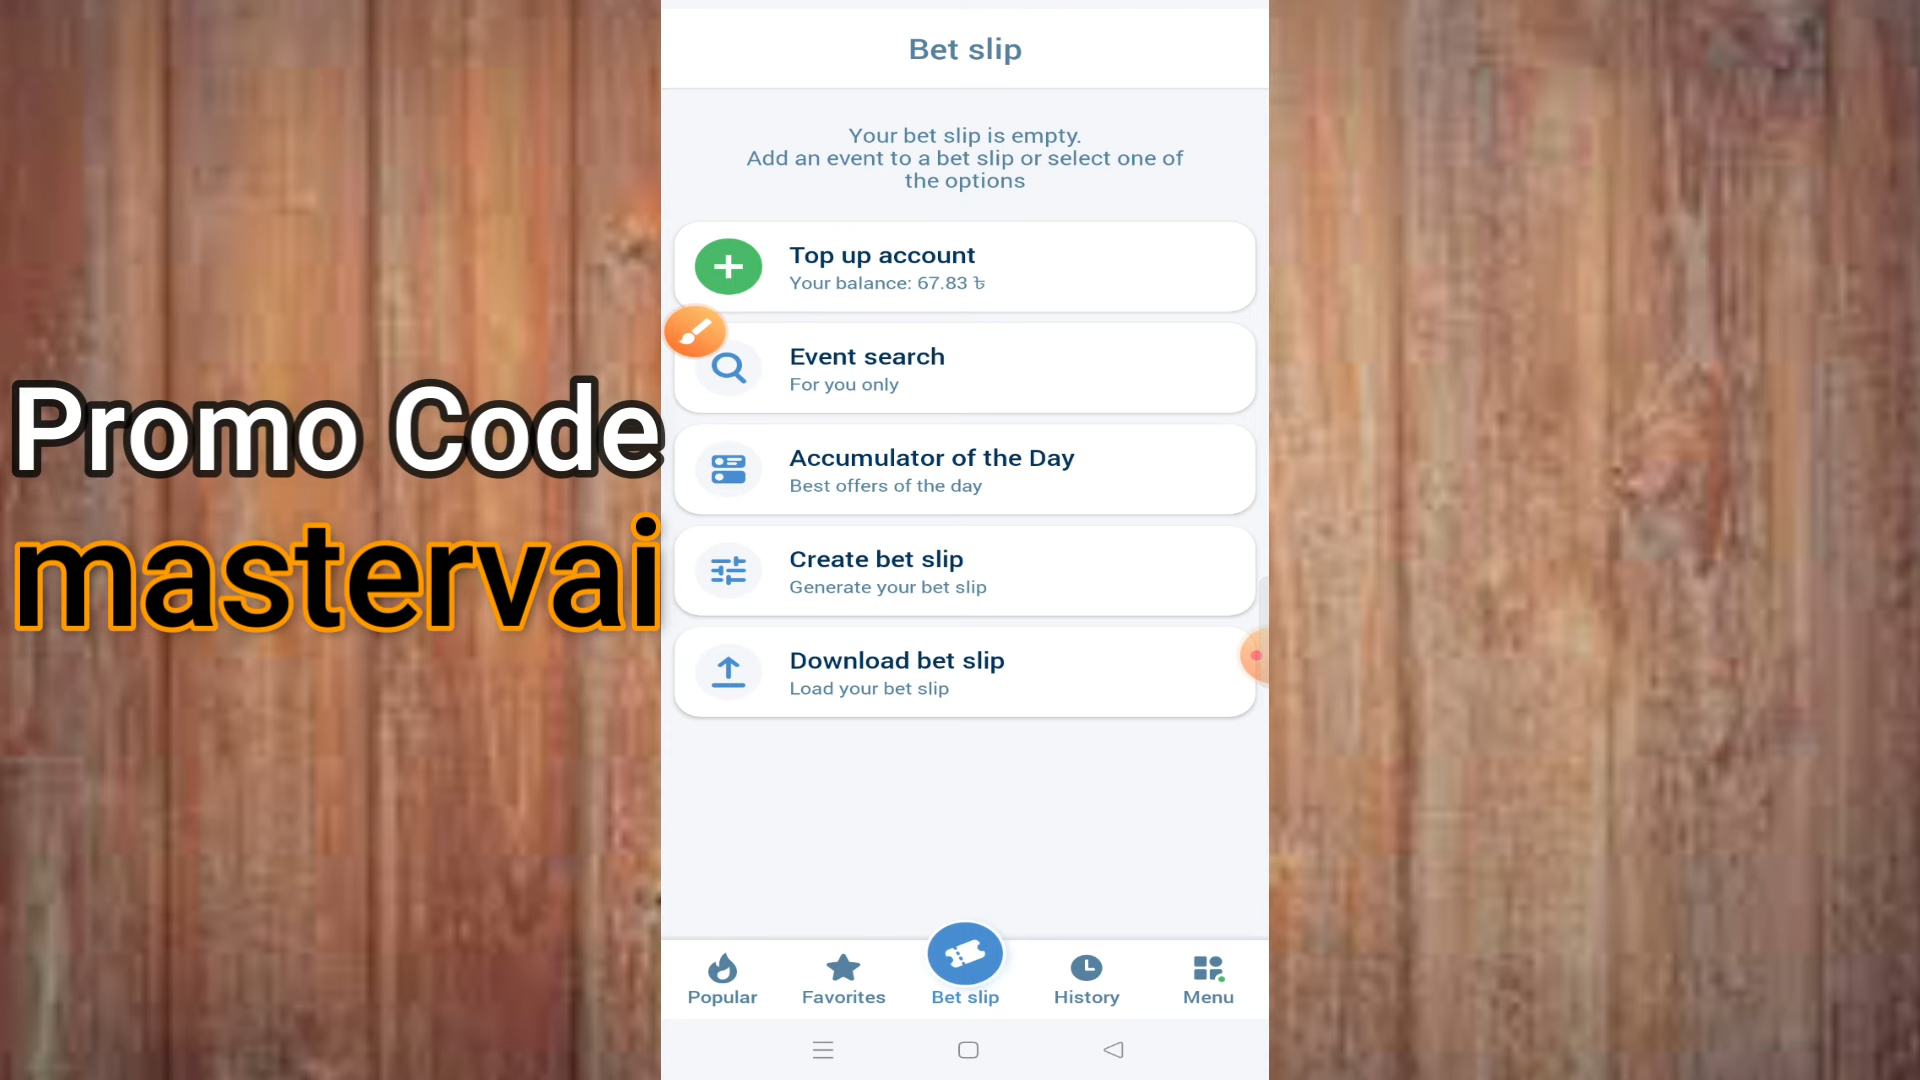 Promo Code
mastervai
Bet slip
Your bet slip is empty.
Add an event to a bet slip or select one of
the options
Top up account
Your balance: 67.83 ৳
Event search
For you only
Accumulator of the Day
Best offers of the day
Create bet slip
Generate your bet slip
Download bet slip
Load your bet slip
Popular
Favorites
Bet slip
History
Menu